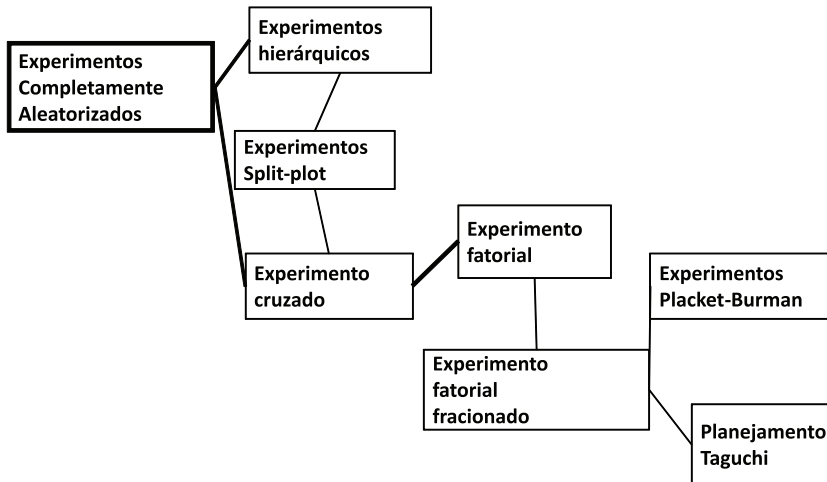 Experimentos
hierárquicos
Experimentos
Completamente
Aleatorizados
Experimentos
Split-plot
Experimento
fatorial
Experimento
cruzado
Experimentos
Placket-Burman
Experimento
fatorial
fracionado
Planejamento
Taguchi